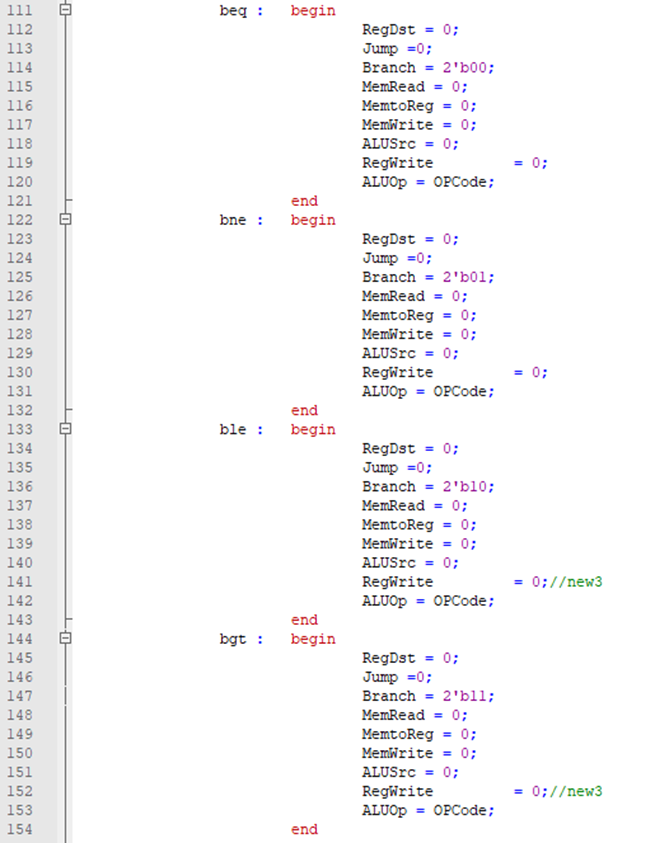 111 beq : begin
112 RegDst = 0;
113 Jump =0;
114 Branch = 2'b00;
115 MemRead = 0;
116 MemtoReg = 0;
117 MemWrite = 0;
118 ALUSrc = 0;
119 RegWrite = 0;
120 ALUOp = OPCode;
121 end
122 bne : begin
123 RegDst = 0;
124 Jump =0;
125 Branch = 2'b01;
126 MemRead = 0;
127 MemtoReg = 0;
128 MemWrite = 0;
129 ALUSrc = 0;
130 RegWrite = 0;
131 ALUOp = OPCode;
132 end
133 ble : begin
134 RegDst = 0;
135 Jump =0;
136 Branch = 2'b10;
137 MemRead = 0;
138 MemtoReg = 0;
139 MemWrite = 0;
140 ALUSrc = 0;
141 RegWrite = 0;//new3
142 ALUOp = OPCode;
143 end
144 bgt : begin
145 RegDst = 0;
146 Jump =0;
147 Branch = 2'b11;
148 MemRead = 0;
149 MemtoReg = 0;
150 MemWrite = 0;
151 ALUSrc = 0;
152 RegWrite = 0;//new3
153 ALUOp = OPCode;
154 end